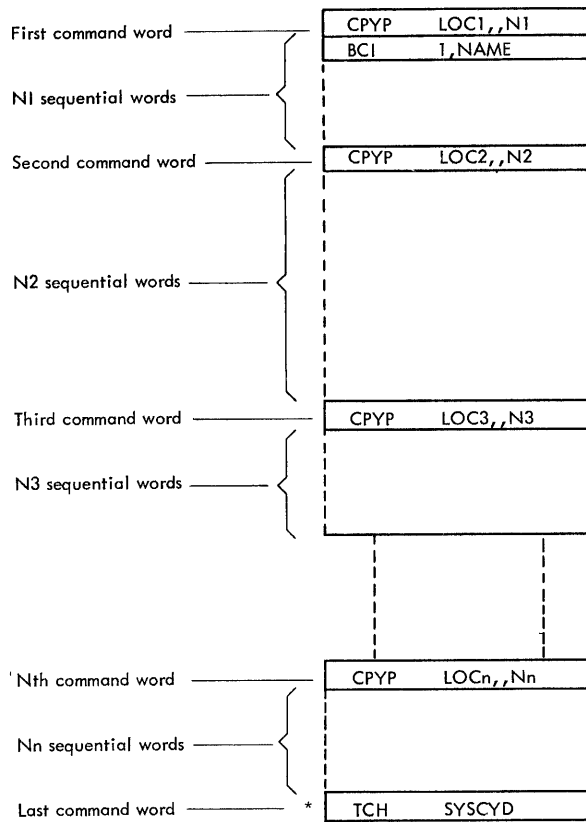 First command word CPYP LOC1,,N1
BCI 1,NAME
N1 sequential words
Second command word CPYP LOC2,,N2
N2 sequential words
Third command word CPYP LOC3,,N3
N3 sequential words
Nth command word CPYP LOCn,,Nn
Nn sequential words
Last command word * TCH SYSCYD